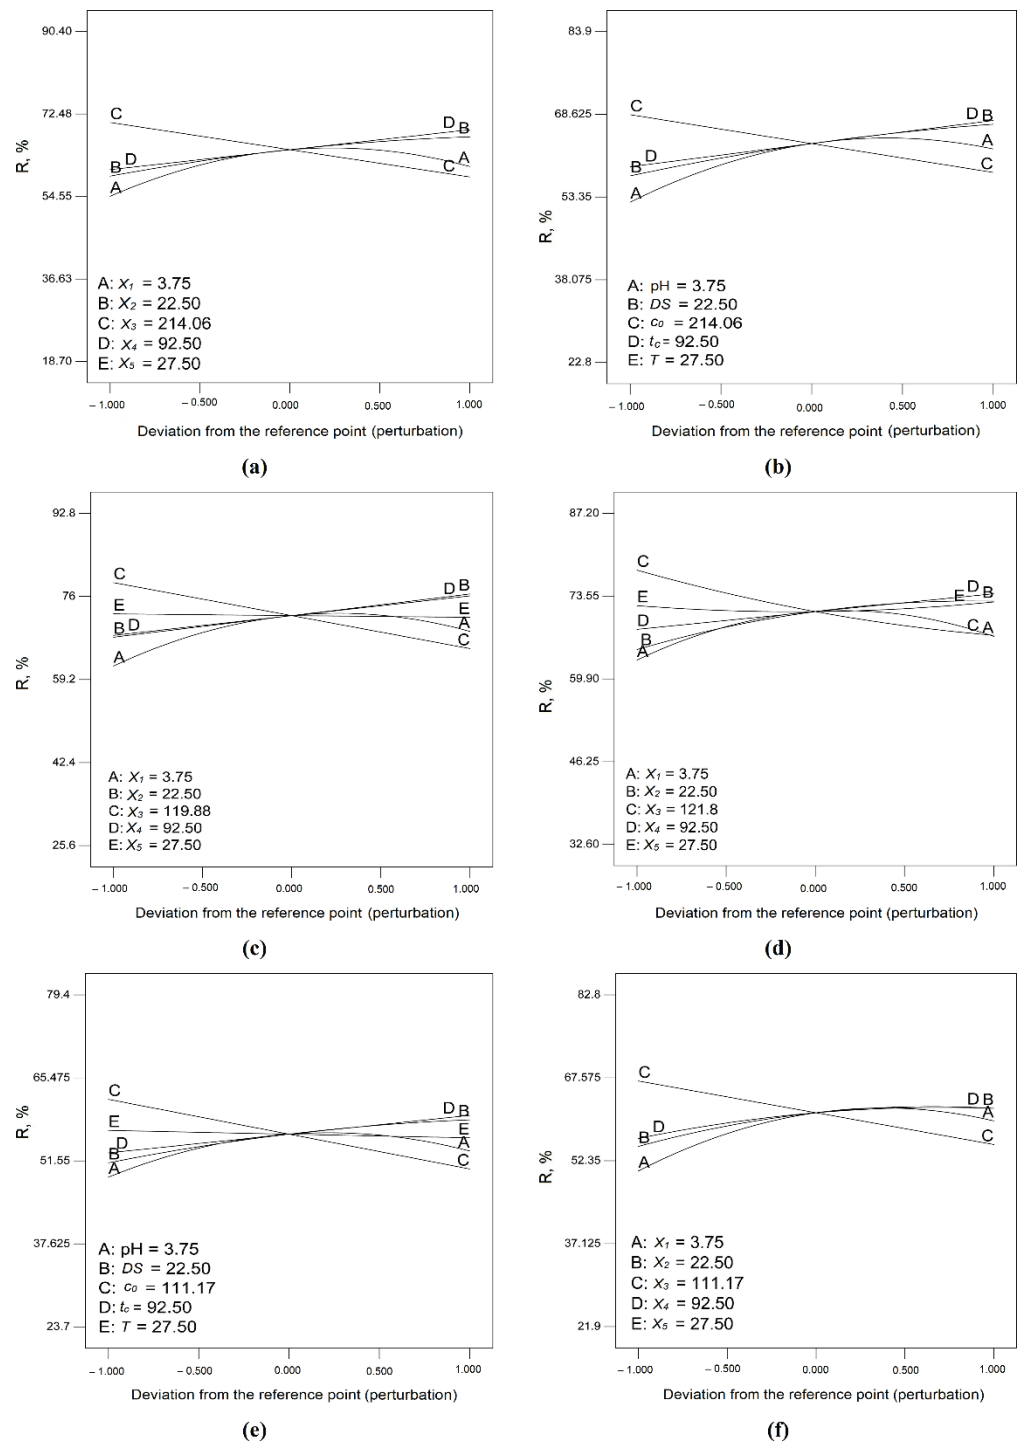 90.40
72.48
54.55
36.63
18.70
R, %
C
D
B
A
D
B
A
C
A: X₁ = 3.75
B: X₂ = 22.50
C: X₃ = 214.06
D: X₄ = 92.50
E: X₅ = 27.50
– 1.000 – 0.500 0.000 0.500 1.000
Deviation from the reference point (perturbation)
(a)
83.9
68.625
53.35
38.075
22.8
R, %
C
D
B
A
D B
A
C
A: pH = 3.75
B: DS = 22.50
C: c₀ = 214.06
D: t꜀ = 92.50
E: T = 27.50
– 1.000 – 0.500 0.000 0.500 1.000
Deviation from the reference point (perturbation)
(b)
92.8
76
59.2
42.4
25.6
R, %
C
E
B D
A
D B
E
A
C
A: X₁ = 3.75
B: X₂ = 22.50
C: X₃ = 119.88
D: X₄ = 92.50
E: X₅ = 27.50
– 1.000 – 0.500 0.000 0.500 1.000
Deviation from the reference point (perturbation)
(c)
87.20
73.55
59.90
46.25
32.60
R, %
C
E
D
B
A
D
E B
C A
A: X₁ = 3.75
B: X₂ = 22.50
C: X₃ = 121.8
D: X₄ = 92.50
E: X₅ = 27.50
– 1.000 – 0.500 0.000 0.500 1.000
Deviation from the reference point (perturbation)
(d)
79.4
65.475
51.55
37.625
23.7
R, %
C
E
D
B
A
D B
E
A
C
A: pH = 3.75
B: DS = 22.50
C: c₀ = 111.17
D: t꜀ = 92.50
E: T = 27.50
– 1.000 – 0.500 0.000 0.500 1.000
Deviation from the reference point (perturbation)
(e)
82.8
67.575
52.35
37.125
21.9
R, %
C
D
B
A
D B
A
C
A: X₁ = 3.75
B: X₂ = 22.50
C: X₃ = 111.17
D: X₄ = 92.50
E: X₅ = 27.50
– 1.000 – 0.500 0.000 0.500 1.000
Deviation from the reference point (perturbation)
(f)